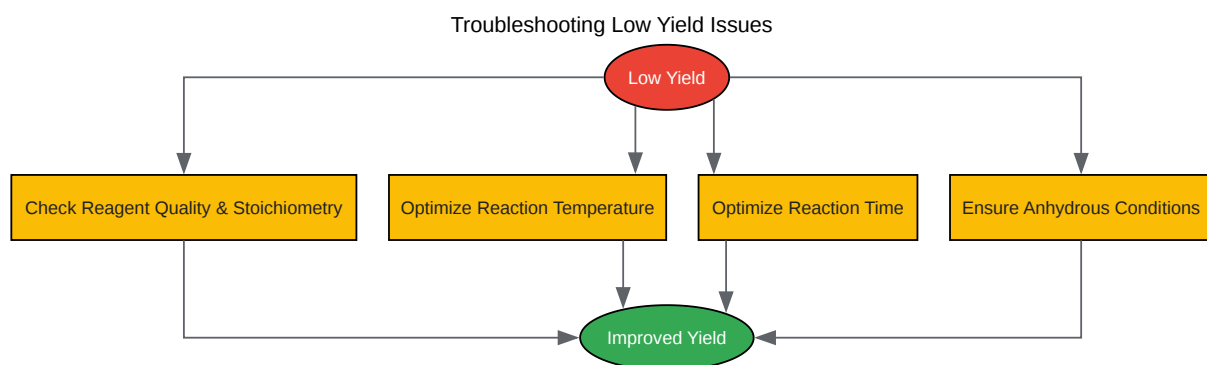 Troubleshooting Low Yield Issues
Low Yield
Check Reagent Quality & Stoichiometry
Optimize Reaction Temperature
Optimize Reaction Time
Ensure Anhydrous Conditions
Improved Yield